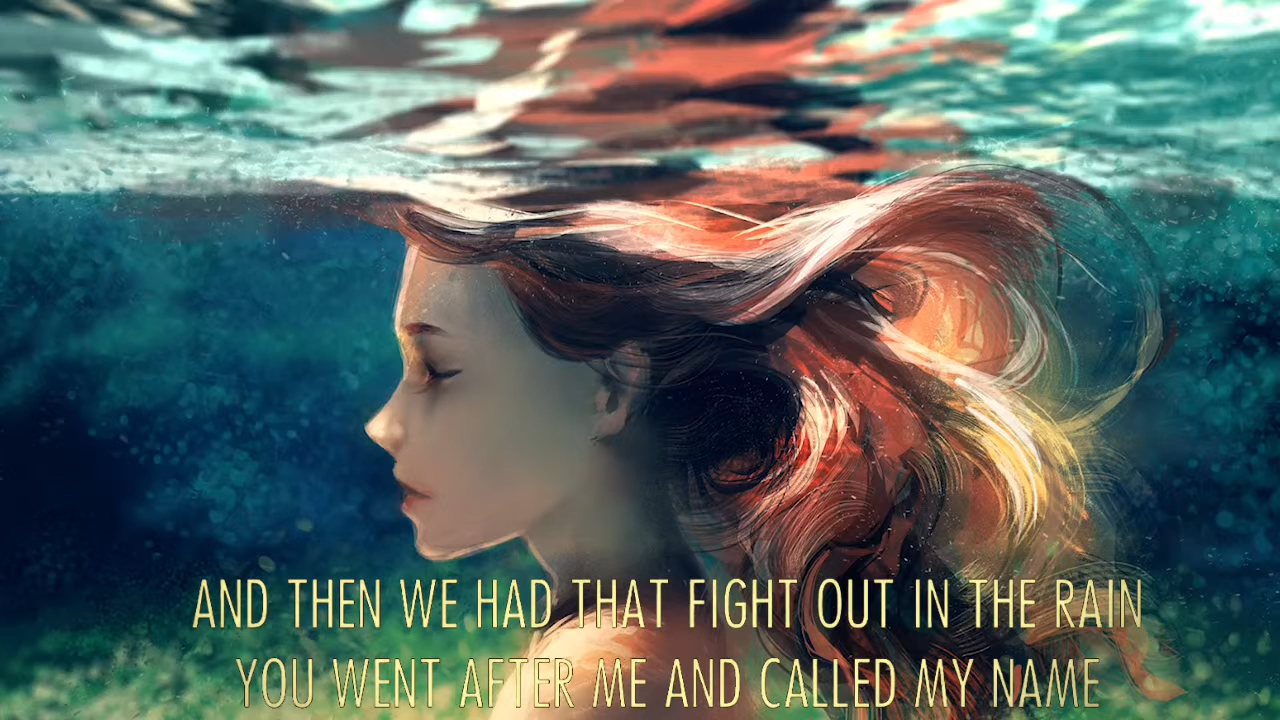 AND THEN WE HAD THAT FIGHT OUT IN THE RAIN
YOU WENT AFTER ME AND CALLED MY NAME